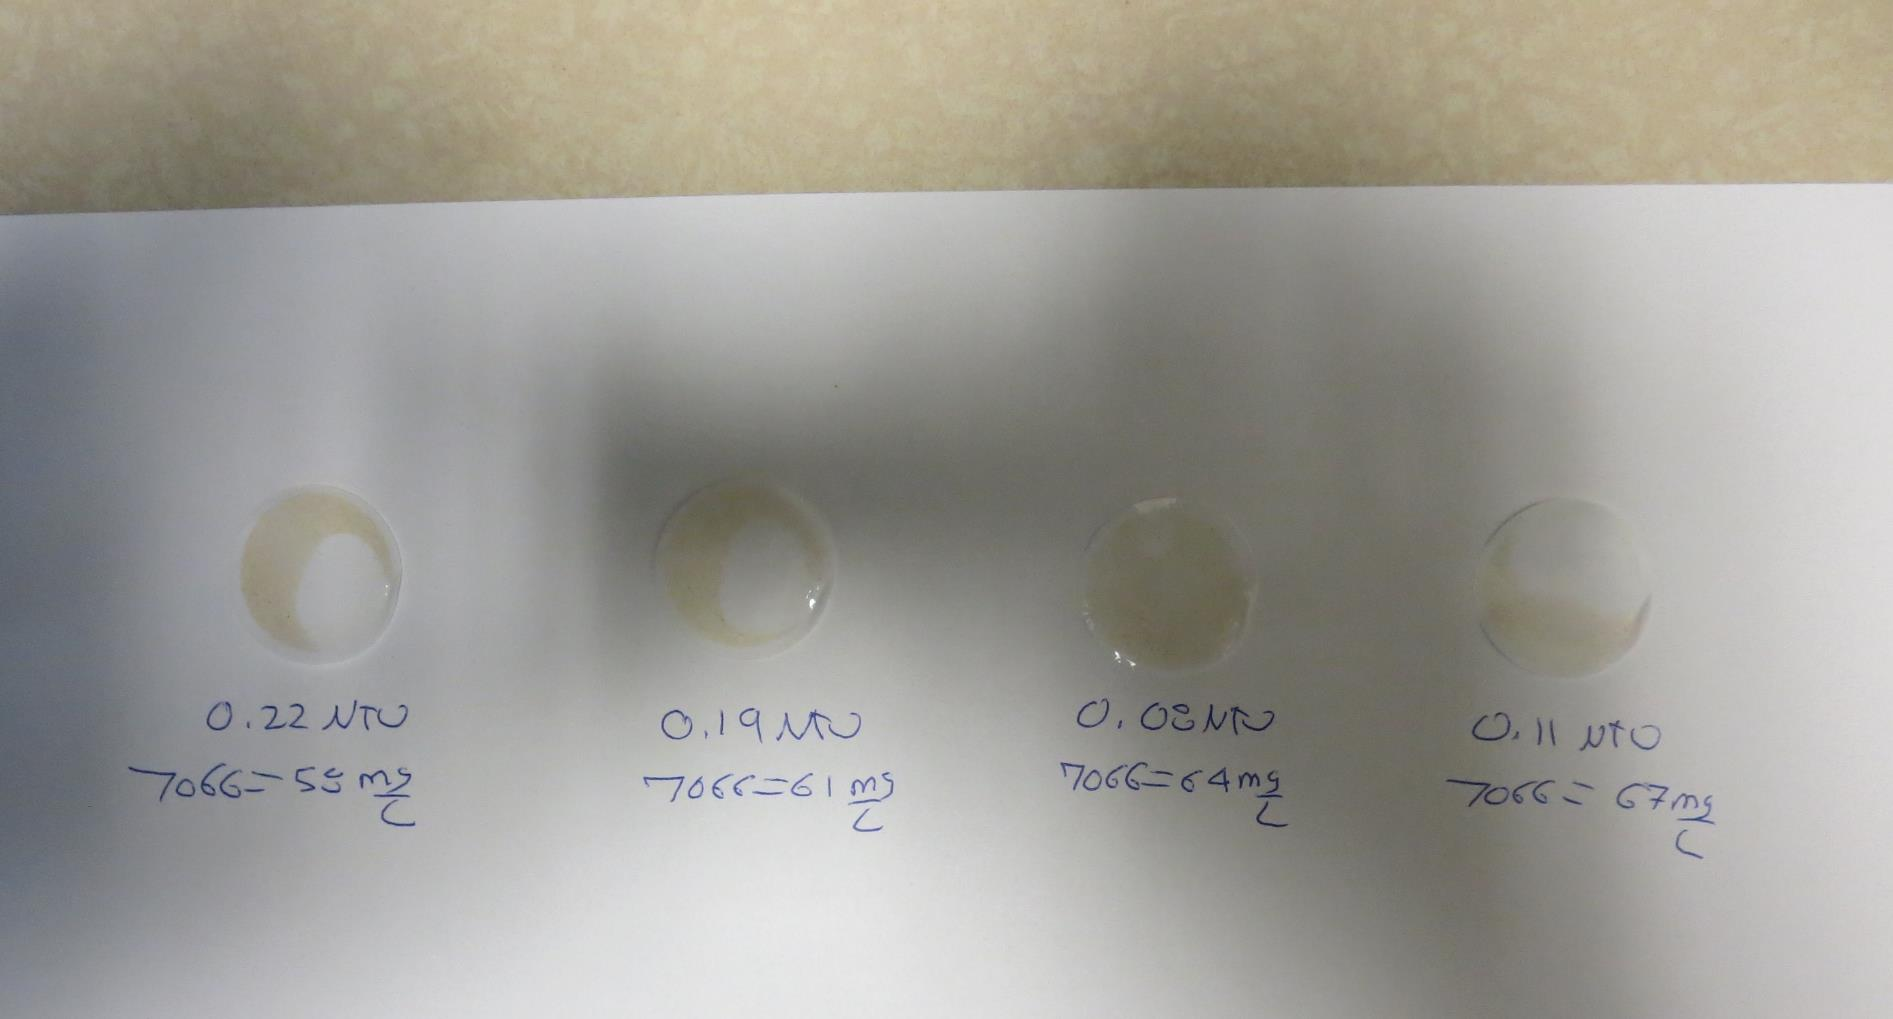 0.22 NTU
7066=58 mg/L
0.19 NTU
7066=61 mg/L
0.08 NTU
7066=64 mg/L
0.11 NTU
7066= 67 mg/L